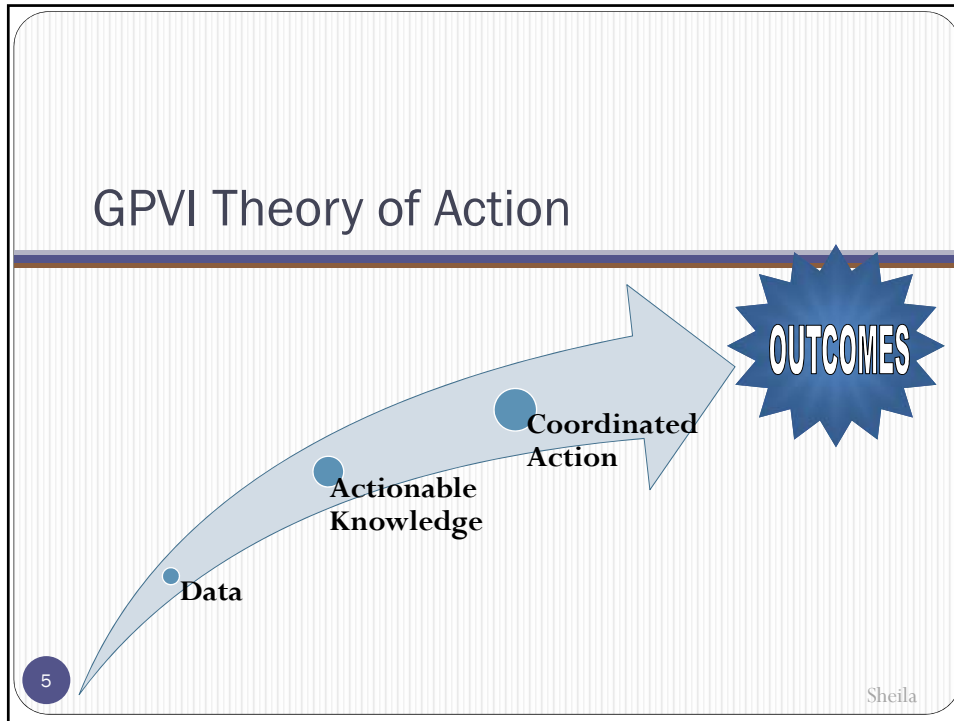 GPVI Theory of Action
OUTCOMES
Coordinated
Action
Actionable
Knowledge
Data
5
Sheila